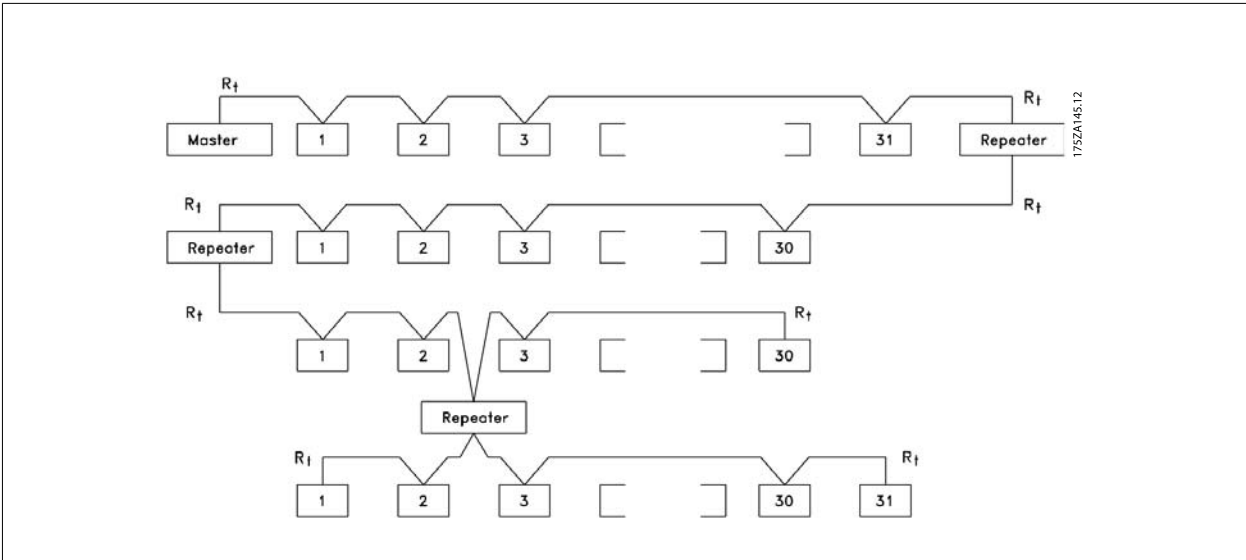 Rt Rt
Master 1 2 3 31 Repeater
175ZA145.12
Rt Rt
Repeater 1 2 3 30
Rt Rt
1 2 3 30
Repeater
Rt Rt
1 2 3 30 31